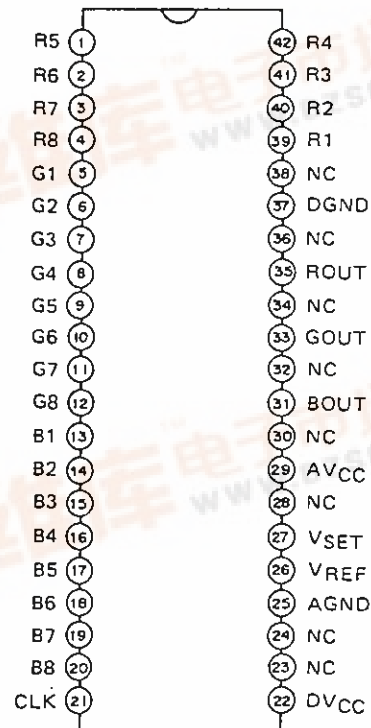 R5 1 42 R4
R6 2 41 R3
R7 3 40 R2
R8 4 39 R1
G1 5 38 NC
G2 6 37 DGND
G3 7 36 NC
G4 8 35 ROUT
G5 9 34 NC
G6 10 33 GOUT
G7 11 32 NC
G8 12 31 BOUT
B1 13 30 NC
B2 14 29 AVCC
B3 15 28 NC
B4 16 27 VSET
B5 17 26 VREF
B6 18 25 AGND
B7 19 24 NC
B8 20 23 NC
CLK 21 22 DVCC